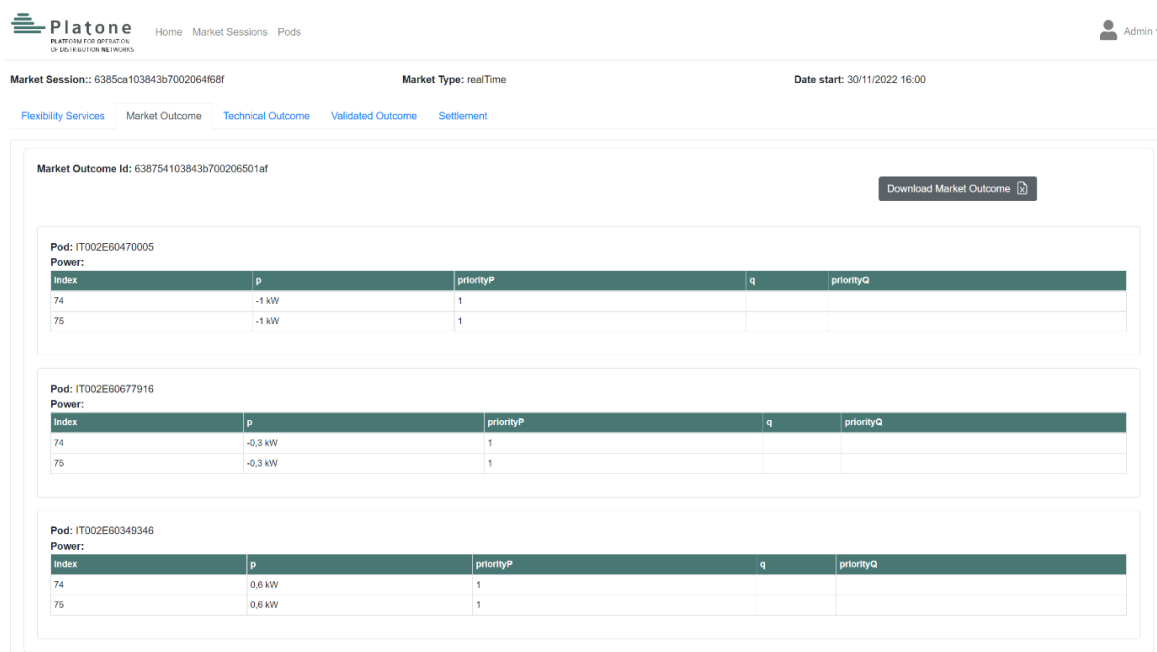 Platone
PLATFORM FOR OPERATION
OF DISTRIBUTION NETWORKS
Home Market Sessions Pods
Admin
Market Session:: 6385ca103843b7002064f68f Market Type: realTime Date start: 30/11/2022 16:00
Flexibility Services Market Outcome Technical Outcome Validated Outcome Settlement
Market Outcome Id: 638754103843b700206501af
Download Market Outcome
Pod: IT002E60470005
Power:
Index p priorityP q priorityQ
74 -1 kW 1
75 -1 kW 1
Pod: IT002E60677916
Power:
Index p priorityP q priorityQ
74 -0,3 kW 1
75 -0,3 kW 1
Pod: IT002E60349346
Power:
Index p priorityP q priorityQ
74 0,6 kW 1
75 0,6 kW 1